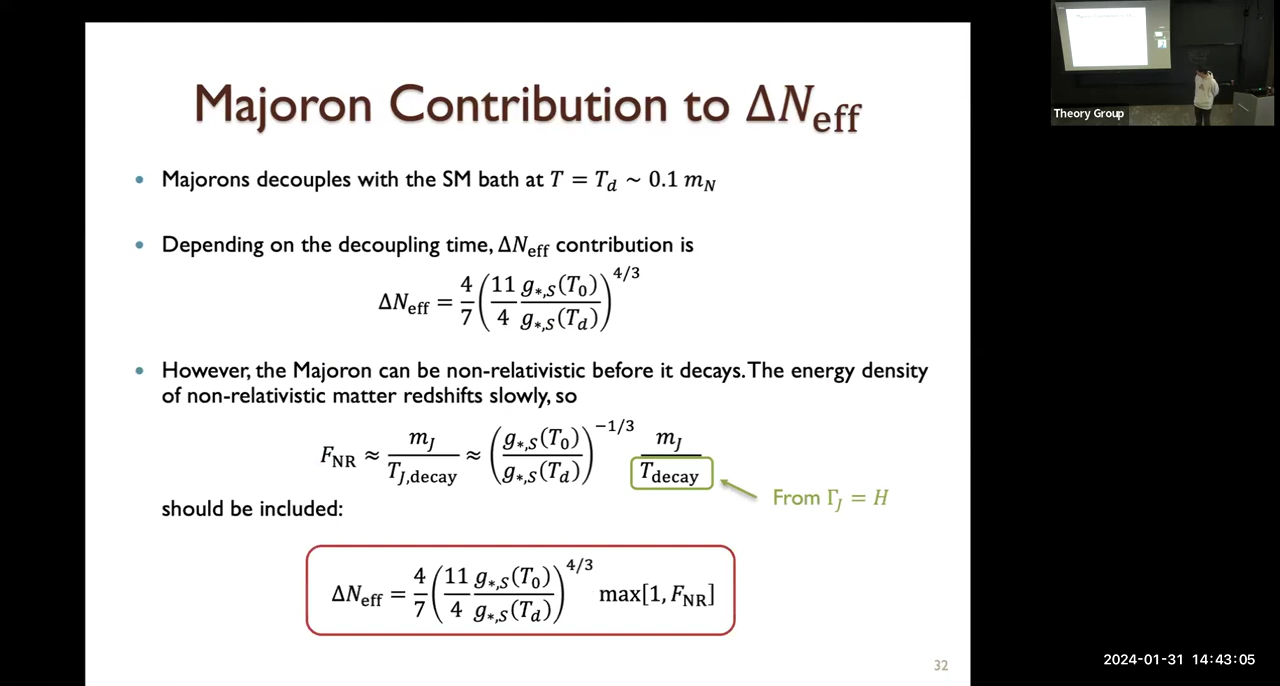 Majoron Contribution to ΔN_eff
• Majorons decouples with the SM bath at T = T_d ~ 0.1 m_N
• Depending on the decoupling time, ΔN_eff contribution is
ΔN_eff = 4/7 (11/4 g_{*,S}(T_0)/g_{*,S}(T_d))^{4/3}
• However, the Majoron can be non-relativistic before it decays. The energy density
of non-relativistic matter redshifts slowly, so
F_NR ≈ m_J/T_{J,decay} ≈ (g_{*,S}(T_0)/g_{*,S}(T_d))^{-1/3} m_J/T_decay
From Γ_J = H
should be included:
ΔN_eff = 4/7 (11/4 g_{*,S}(T_0)/g_{*,S}(T_d))^{4/3} max[1, F_NR]
32
Theory Group
2024-01-31 14:43:05